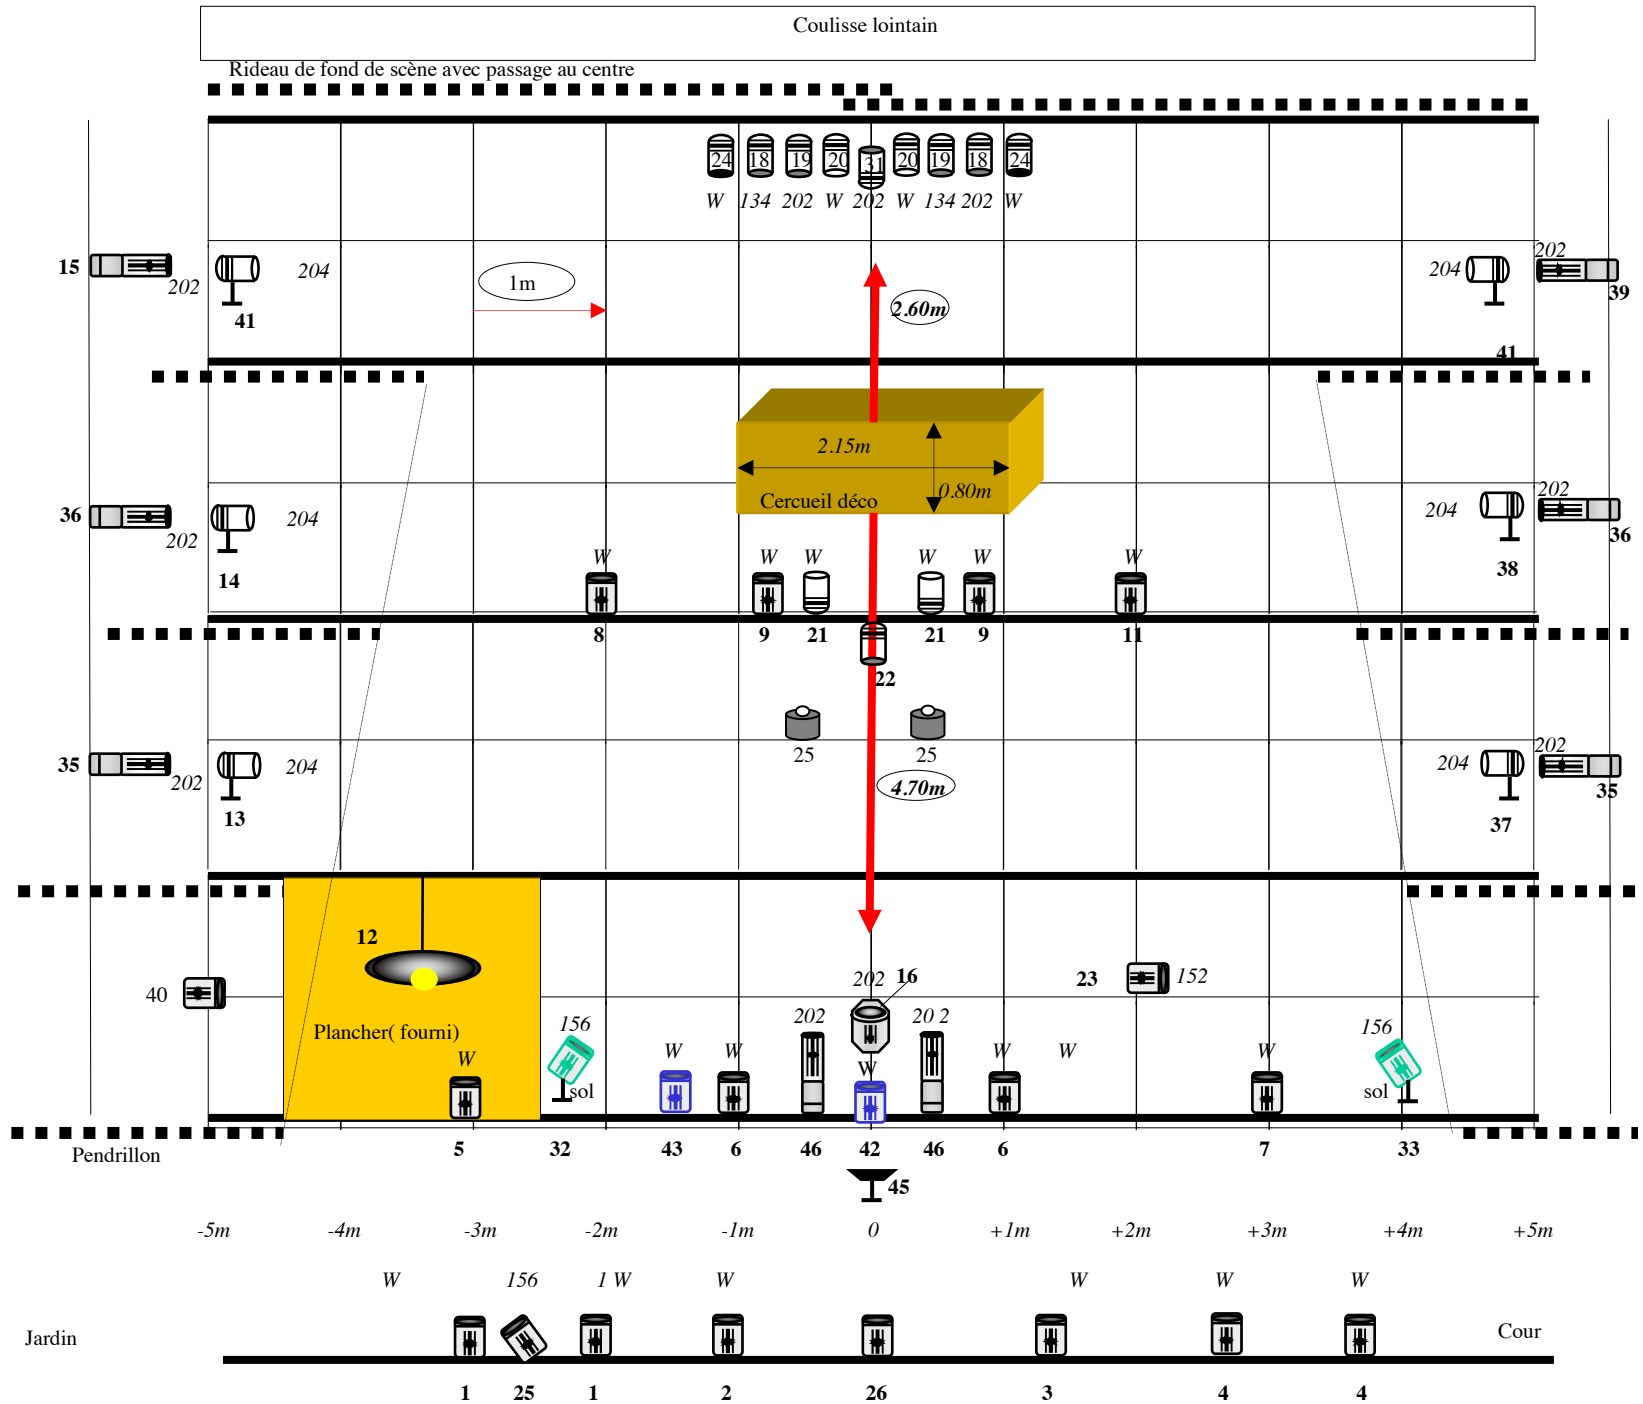 Coulisse lointain
Rideau de fond de scène avec passage au centre
24 18 19 20 31 20 19 18 24
W 134 202 W 202 W 134 202 W
15 202 204 1m 2.60m 204 202 39
41 41
2.15m
0.80m
Cercueil déco
36 202 204 204 202 36
14 38
W W W W W W
8 9 21 21 9 11
22
25 25
35 202 204 4.70m 204 202 35
13 37
12
40 202 16 23 152
Plancher( fourni)
156 202 20 2 156
W W W W W W W
sol sol
Pendrillon
5 32 43 6 46 42 46 6 7 33
45
-5m -4m -3m -2m -1m 0 +1m +2m +3m +4m +5m
W 156 1 W W W W W
Jardin Cour
1 25 1 2 26 3 4 4